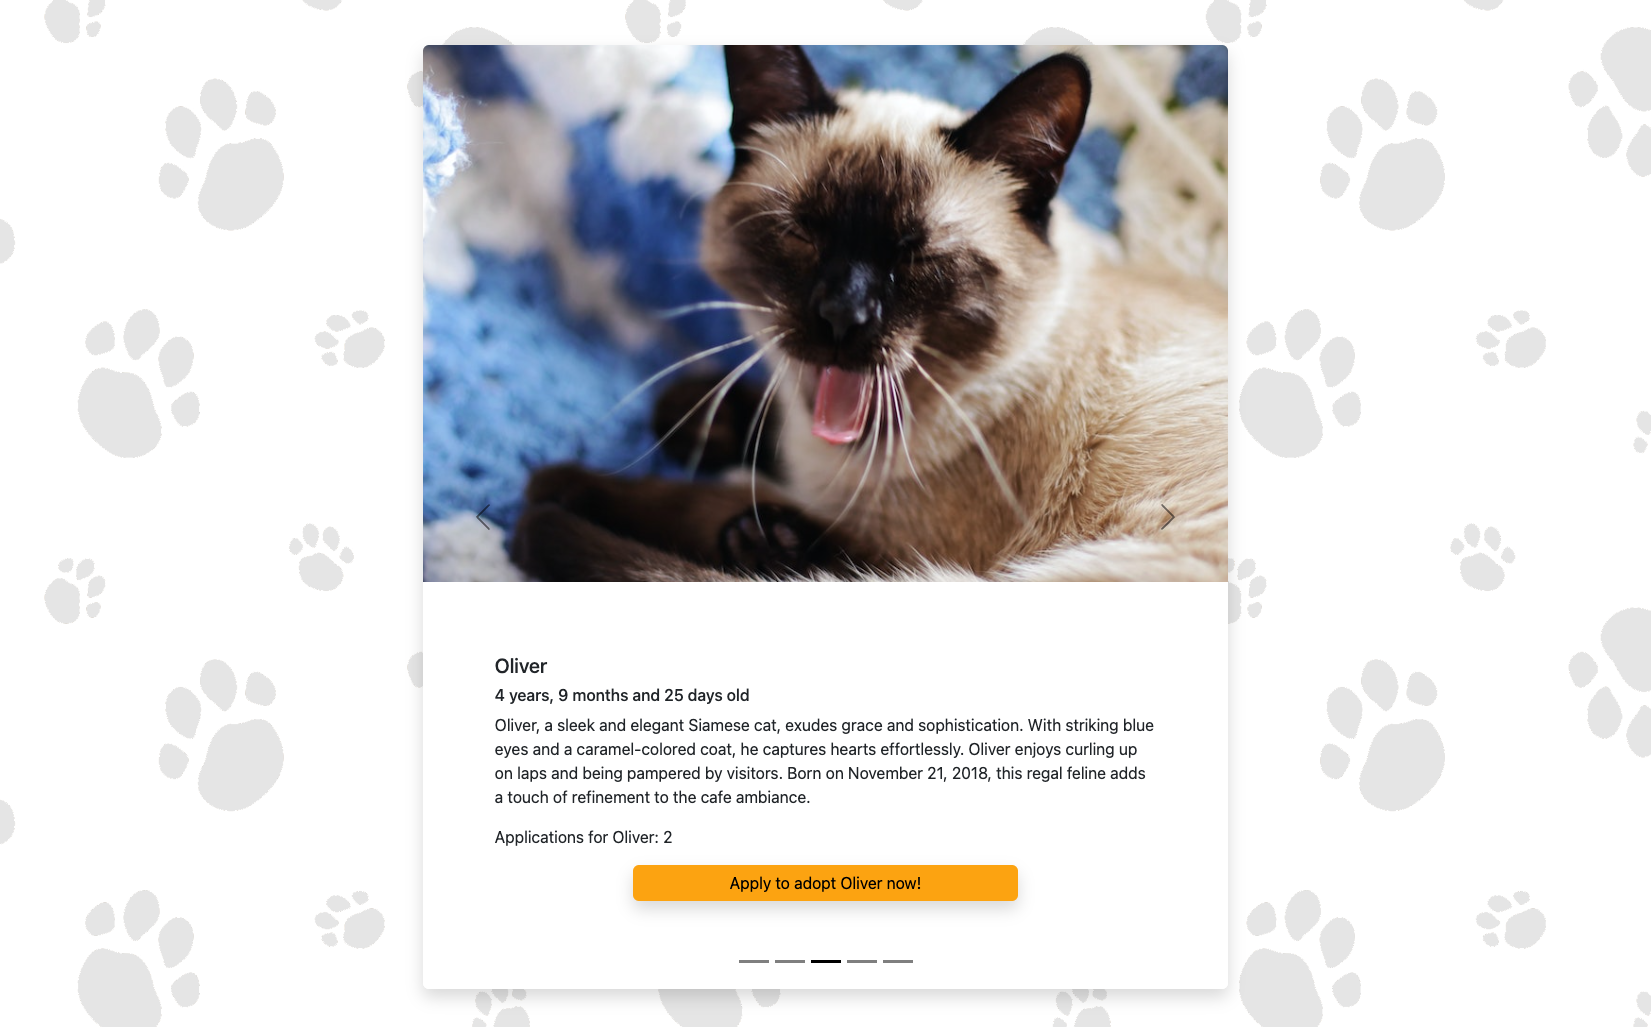 Oliver
4 years, 9 months and 25 days old
Oliver, a sleek and elegant Siamese cat, exudes grace and sophistication. With striking blue
eyes and a caramel-colored coat, he captures hearts effortlessly. Oliver enjoys curling up
on laps and being pampered by visitors. Born on November 21, 2018, this regal feline adds
a touch of refinement to the cafe ambiance.
Applications for Oliver: 2
Apply to adopt Oliver now!